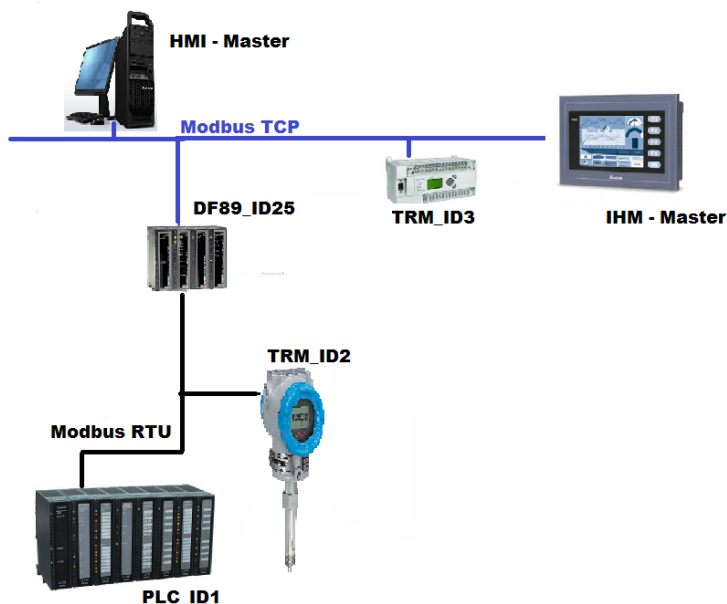 HMI - Master
Modbus TCP
DF89_ID25
TRM_ID3
IHM - Master
TRM_ID2
Modbus RTU
PLC_ID1